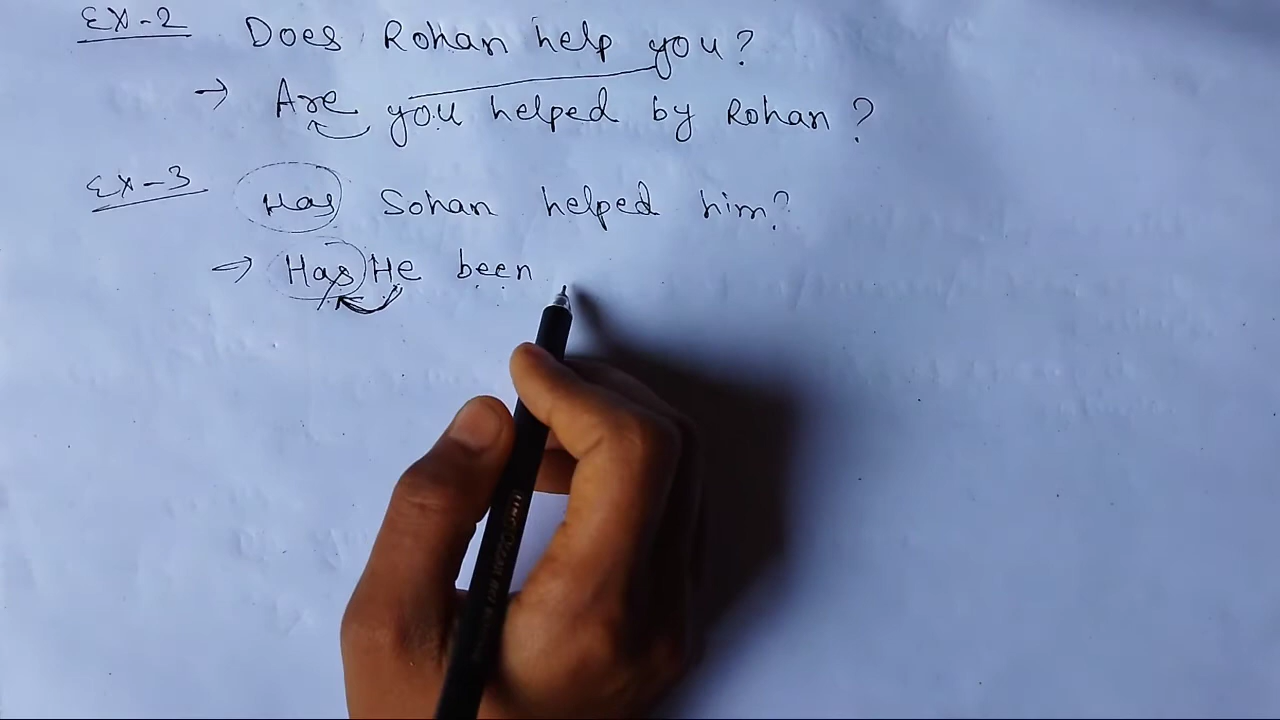 Ex-2 Does Rohan help you?
→ Are you helped by Rohan?
Ex-3 Has Sohan helped him?
→ Has He been